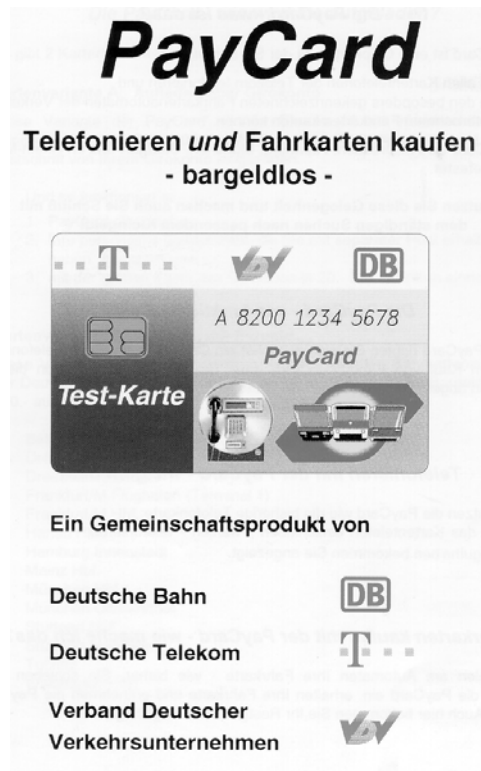 PayCard
Telefonieren und Fahrkarten kaufen
- bargeldlos -
T VDV DB
A 8200 1234 5678
PayCard
Test-Karte
Ein Gemeinschaftsprodukt von
Deutsche Bahn DB
Deutsche Telekom T
Verband Deutscher
Verkehrsunternehmen VDV